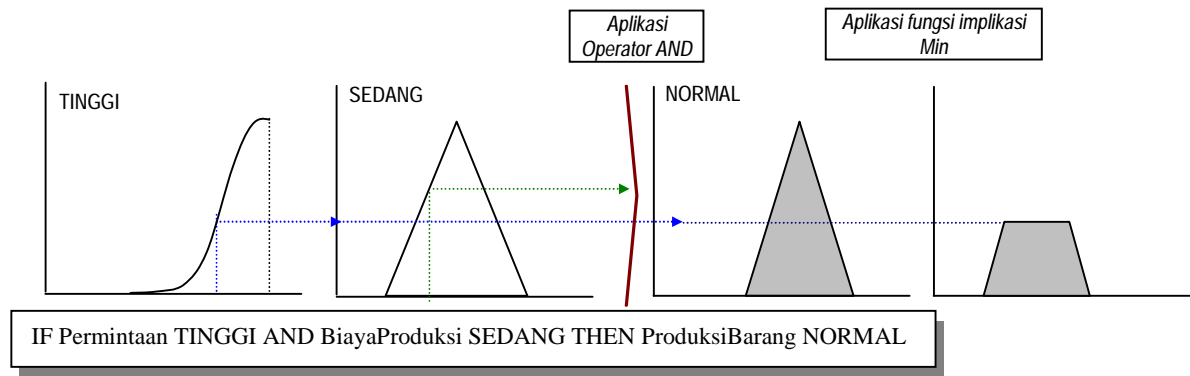 Aplikasi
Operator AND
Aplikasi fungsi implikasi
Min
TINGGI
SEDANG
NORMAL
IF Permintaan TINGGI AND BiayaProduksi SEDANG THEN ProduksiBarang NORMAL